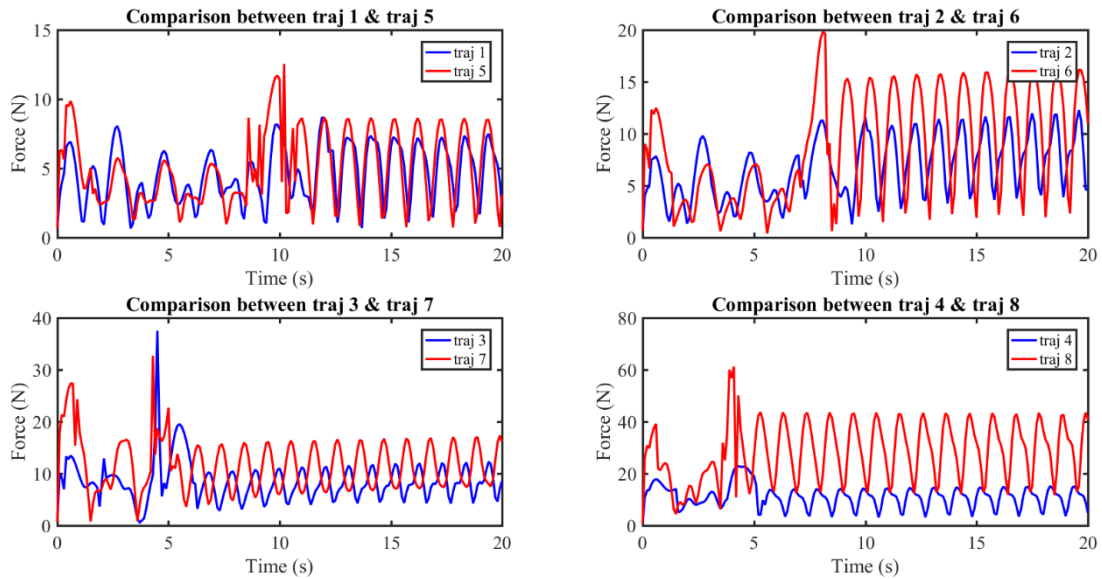 Comparison between traj 1 & traj 5
15
10
5
0
Force (N)
traj 1
traj 5
0 5 10 15 20
Time (s)
Comparison between traj 2 & traj 6
20
15
10
5
0
Force (N)
traj 2
traj 6
0 5 10 15 20
Time (s)
Comparison between traj 3 & traj 7
40
30
20
10
0
Force (N)
traj 3
traj 7
0 5 10 15 20
Time (s)
Comparison between traj 4 & traj 8
80
60
40
20
0
Force (N)
traj 4
traj 8
0 5 10 15 20
Time (s)